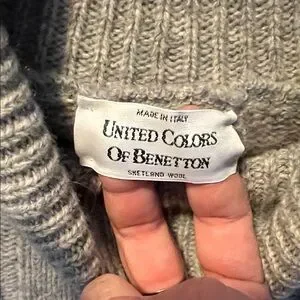 MADE IN ITALY
UNITED COLORS
OF BENETTON
SHETLAND WOOL